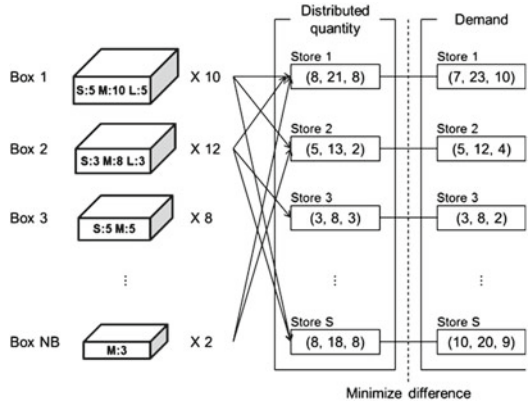 Distributed
quantity
Demand
Box 1
S:5 M:10 L:5
X 10
Store 1
(8, 21, 8)
Store 1
(7, 23, 10)
Box 2
S:3 M:8 L:3
X 12
Store 2
(5, 13, 2)
Store 2
(5, 12, 4)
Box 3
S:5 M:5
X 8
Store 3
(3, 8, 3)
Store 3
(3, 8, 2)
Box NB
M:3
X 2
Store S
(8, 18, 8)
Store S
(10, 20, 9)
Minimize difference